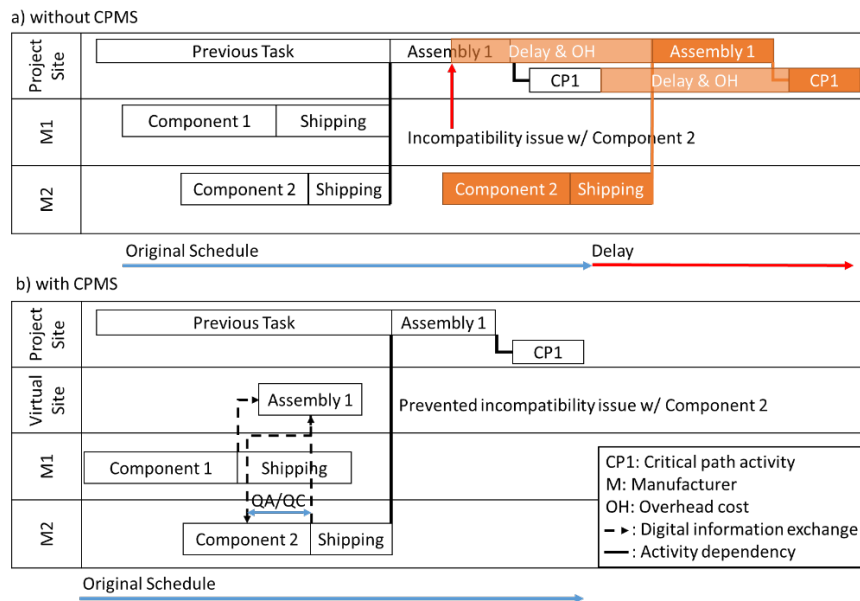 a) without CPMS
Project Site
Previous Task
Assembly 1
Delay & OH
Assembly 1
CP1
Delay & OH
CP1
M1
Component 1
Shipping
Incompatibility issue w/ Component 2
M2
Component 2
Shipping
Component 2
Shipping
Original Schedule
Delay
b) with CPMS
Project Site
Previous Task
Assembly 1
CP1
Virtual Site
Assembly 1
Prevented incompatibility issue w/ Component 2
M1
Component 1
Shipping
QA/QC
M2
Component 2
Shipping
CP1: Critical path activity
M: Manufacturer
OH: Overhead cost
: Digital information exchange
: Activity dependency
Original Schedule